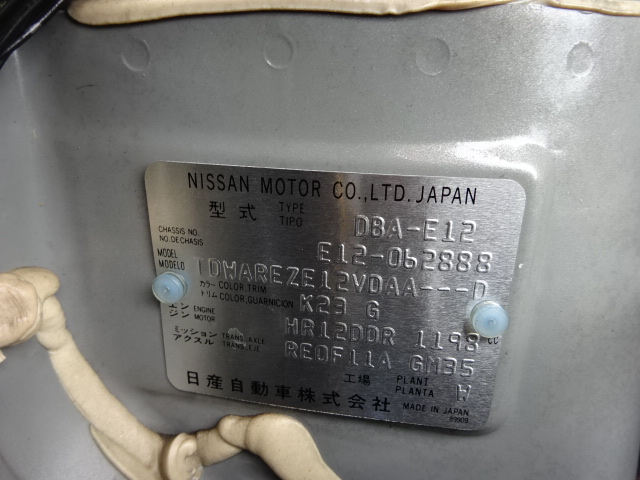 NISSAN MOTOR CO.,LTD. JAPAN
型式 TYPE TIPO DBA-E12
CHASSIS NO. NO.DECHASIS E12-062888
MODEL MODELO TDWAREZE12VDAA---D
カラー トリム COLOR,TRIM COLOR,GUARNICION K23 G
エンジン ENGINE MOTOR HR12DDR 1198 cc
ミッション アクスル TRANS.,AXLE TRANS.,EJE RE0F11A GM35
工場 PLANT PLANTA W
日産自動車株式会社 MADE IN JAPAN